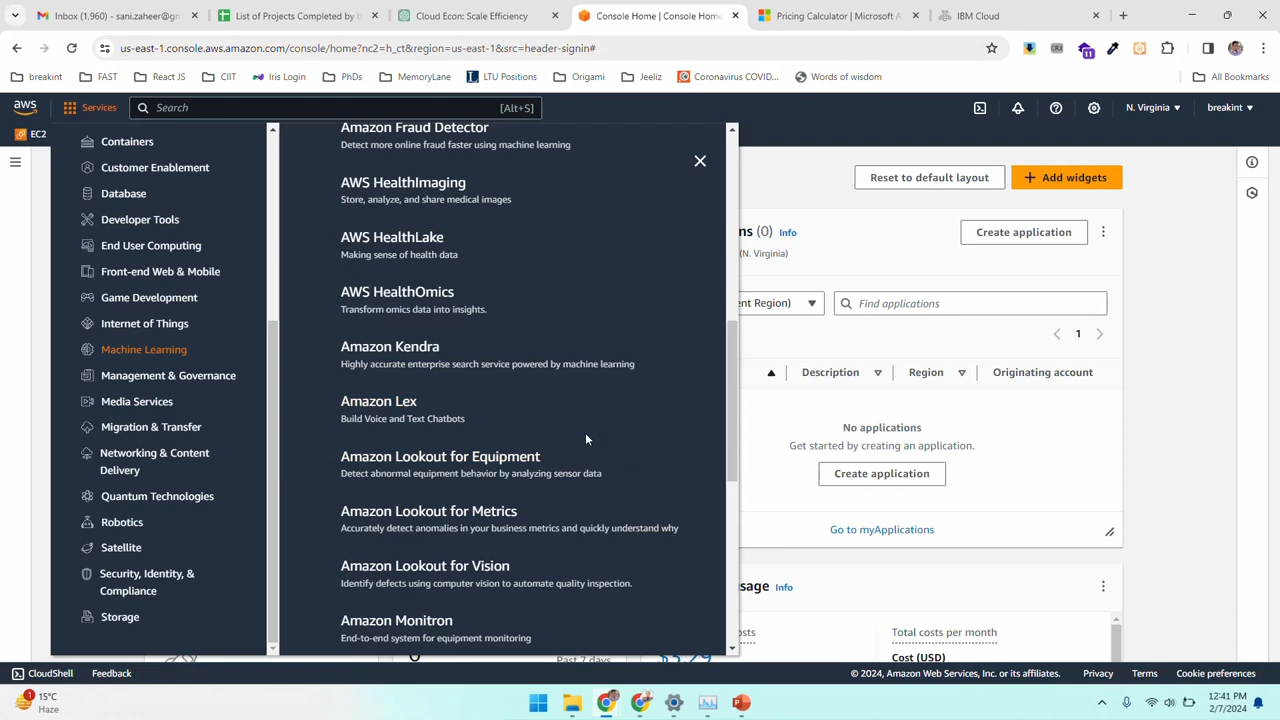 Inbox (1,960) - sani.zaheer@gn
List of Projects Completed by t
Cloud Econ: Scale Efficiency
Console Home | Console Hom
Pricing Calculator | Microsoft A
IBM Cloud
us-east-1.console.aws.amazon.com/console/home?nc2=h_ct&region=us-east-1&src=header-signin#
11
breakint
FAST
React JS
CIIT
Iris Login
PhDs
MemoryLane
LTU Positions
Origami
Jeeliz
Coronavirus COVID...
Words of wisdom
All Bookmarks
aws
Services
Search
[Alt+S]
N. Virginia
breakint
EC2
Containers
Customer Enablement
Database
Developer Tools
End User Computing
Front-end Web & Mobile
Game Development
Internet of Things
Machine Learning
Management & Governance
Media Services
Migration & Transfer
Networking & Content
Delivery
Quantum Technologies
Robotics
Satellite
Security, Identity, &
Compliance
Storage
Amazon Fraud Detector
Detect more online fraud faster using machine learning
AWS HealthImaging
Store, analyze, and share medical images
AWS HealthLake
Making sense of health data
AWS HealthOmics
Transform omics data into insights.
Amazon Kendra
Highly accurate enterprise search service powered by machine learning
Amazon Lex
Build Voice and Text Chatbots
Amazon Lookout for Equipment
Detect abnormal equipment behavior by analyzing sensor data
Amazon Lookout for Metrics
Accurately detect anomalies in your business metrics and quickly understand why
Amazon Lookout for Vision
Identify defects using computer vision to automate quality inspection.
Amazon Monitron
End-to-end system for equipment monitoring
Reset to default layout
Add widgets
ns (0)
Info
Create application
(N. Virginia)
ent Region)
Find applications
1
Description
Region
Originating account
No applications
Get started by creating an application.
Create application
Go to myApplications
sage
Info
osts
Total costs per month
Cost (USD)
0
Past 7 days
$3.29
CloudShell
Feedback
© 2024, Amazon Web Services, Inc. or its affiliates.
Privacy
Terms
Cookie preferences
1
15°C
Haze
12:41 PM
2/7/2024